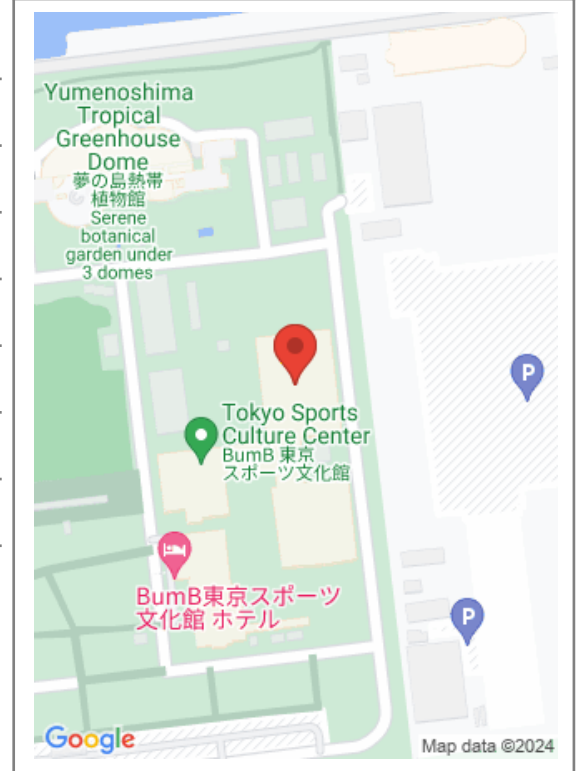 Yumenoshima
Tropical
Greenhouse
Dome
夢の島熱帯
植物館
Serene
botanical
garden under
3 domes
P
Tokyo Sports
Culture Center
BumB 東京
スポーツ文化館
BumB東京スポーツ
文化館 ホテル
P
Google
Map data ©2024